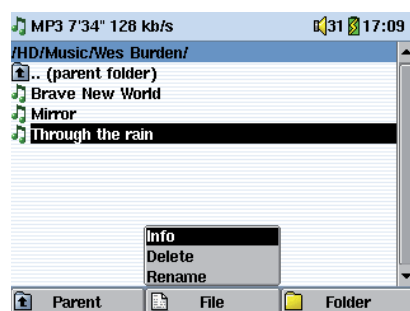 MP3 7'34" 128 kb/s 31 17:09
/HD/Music/Wes Burden/
.. (parent folder)
Brave New World
Mirror
Through the rain
Info
Delete
Rename
Parent File Folder